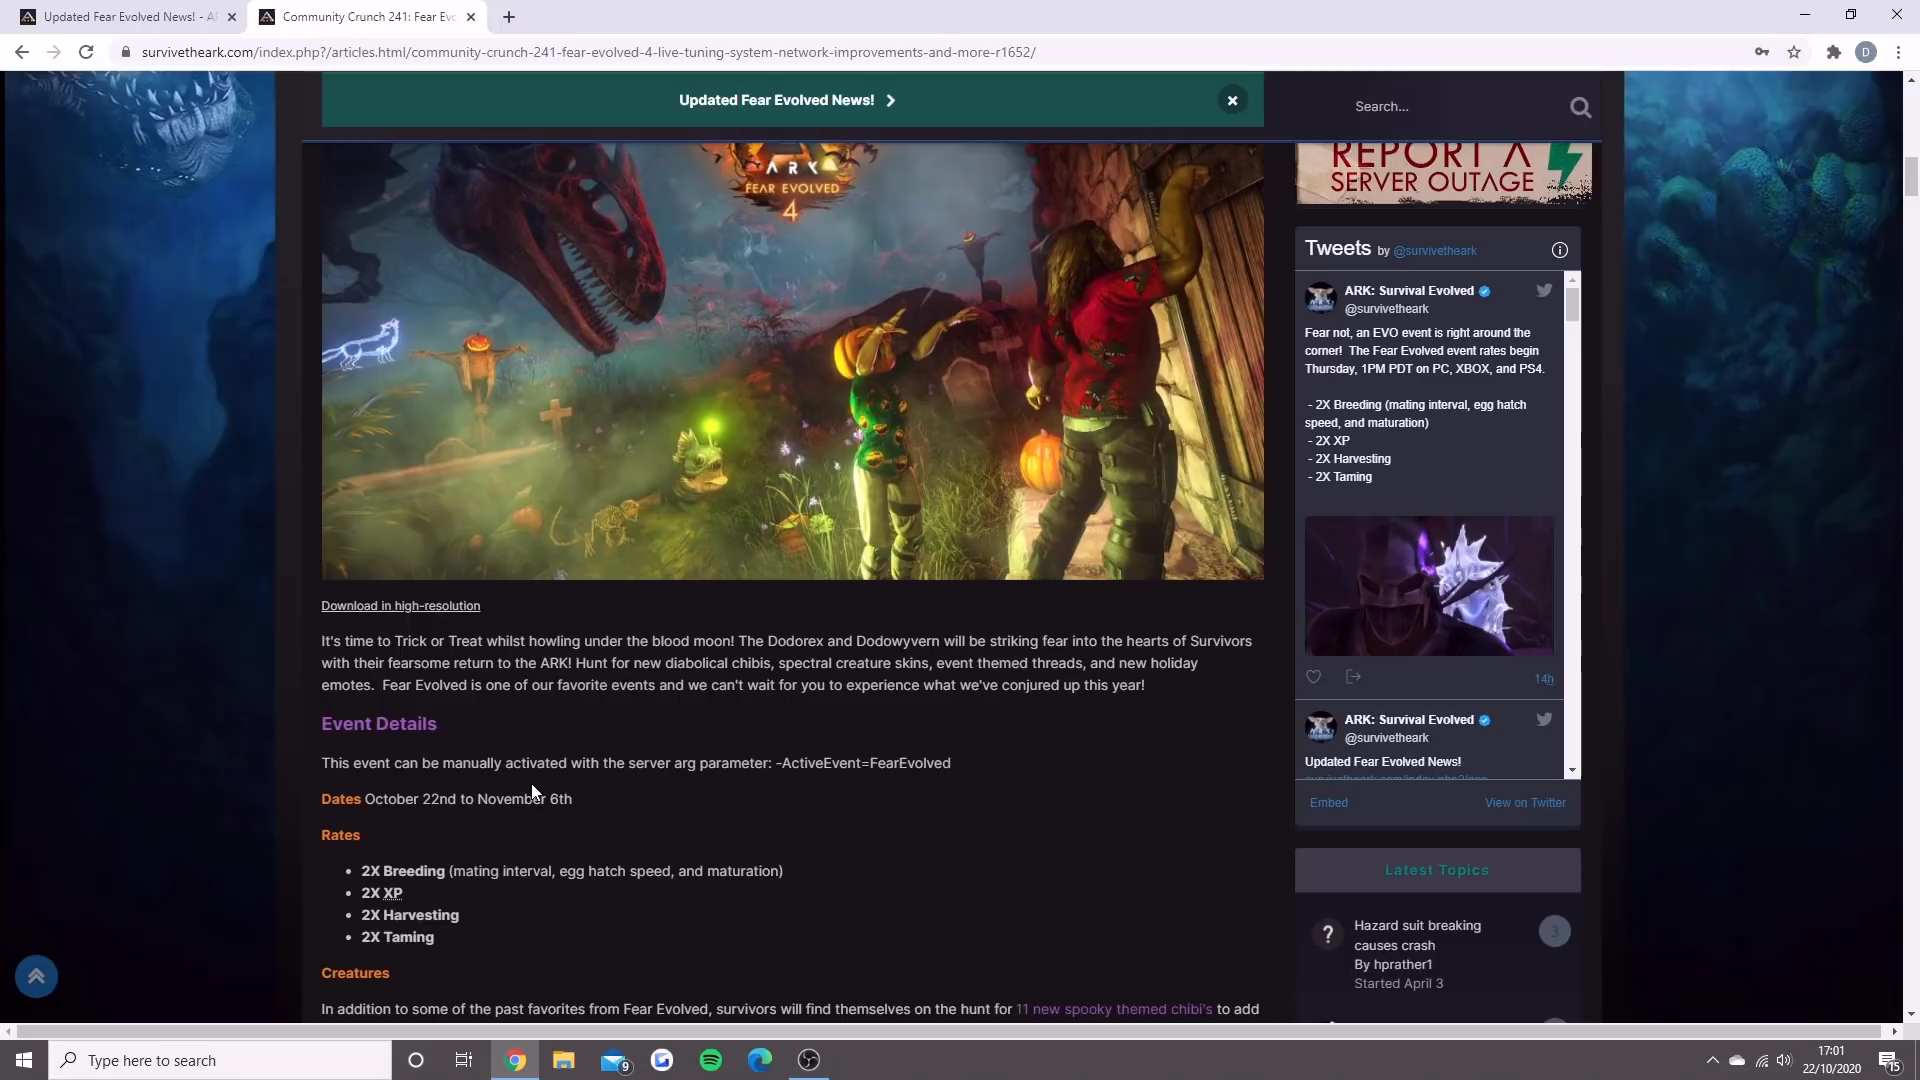 Updated Fear Evolved News! - AF
Community Crunch 241: Fear Evo
survivetheark.com/index.php?/articles.html/community-crunch-241-fear-evolved-4-live-tuning-system-network-improvements-and-more-r1652/
D
Updated Fear Evolved News!
Search...
ARK
FEAR EVOLVED
4
REPORT A
SERVER OUTAGE
Tweets by @survivetheark
ARK: Survival Evolved
@survivetheark
Fear not, an EVO event is right around the
corner! The Fear Evolved event rates begin
Thursday, 1PM PDT on PC, XBOX, and PS4.
- 2X Breeding (mating interval, egg hatch
speed, and maturation)
- 2X XP
- 2X Harvesting
- 2X Taming
14h
ARK: Survival Evolved
@survivetheark
Updated Fear Evolved News!
Embed
View on Twitter
Download in high-resolution
It's time to Trick or Treat whilst howling under the blood moon! The Dodorex and Dodowyvern will be striking fear into the hearts of Survivors
with their fearsome return to the ARK! Hunt for new diabolical chibis, spectral creature skins, event themed threads, and new holiday
emotes.  Fear Evolved is one of our favorite events and we can't wait for you to experience what we've conjured up this year!
Event Details
This event can be manually activated with the server arg parameter: -ActiveEvent=FearEvolved
Dates October 22nd to November 6th
Rates
• 2X Breeding (mating interval, egg hatch speed, and maturation)
• 2X XP
• 2X Harvesting
• 2X Taming
Creatures
In addition to some of the past favorites from Fear Evolved, survivors will find themselves on the hunt for 11 new spooky themed chibi's to add
Latest Topics
?
Hazard suit breaking
causes crash
By hprather1
Started April 3
3
Type here to search
9
17:01
22/10/2020
15